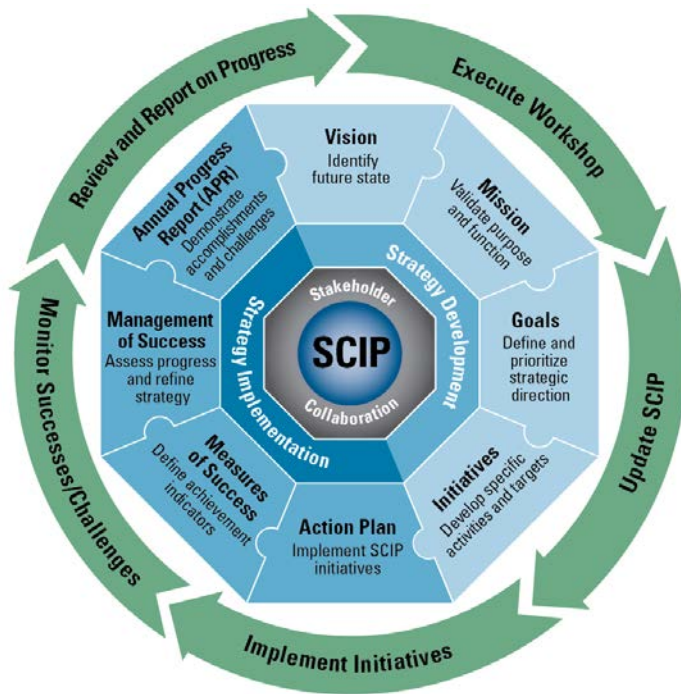 Review and Report on Progress
Execute Workshop
Update SCIP
Implement Initiatives
Monitor Successes/Challenges
Vision
Identify
future state
Mission
Validate purpose
and function
Goals
Define and
prioritize
strategic
direction
Initiatives
Develop specific
activities and targets
Action Plan
Implement SCIP
initiatives
Measures
of Success
Define achievement
indicators
Management
of Success
Assess progress
and refine
strategy
Annual Progress
Report (APR)
Demonstrate
accomplishments
and challenges
Strategy Development
Strategy Implementation
Stakeholder
SCIP
Collaboration